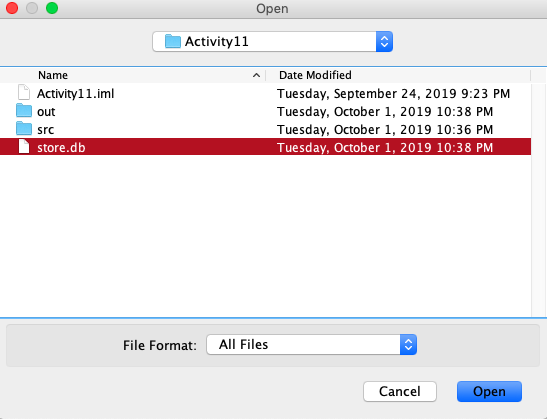 Open
Activity11
Name Date Modified
Activity11.iml Tuesday, September 24, 2019 9:23 PM
out Tuesday, October 1, 2019 10:38 PM
src Tuesday, October 1, 2019 10:36 PM
store.db Tuesday, October 1, 2019 10:38 PM
File Format: All Files
Cancel Open